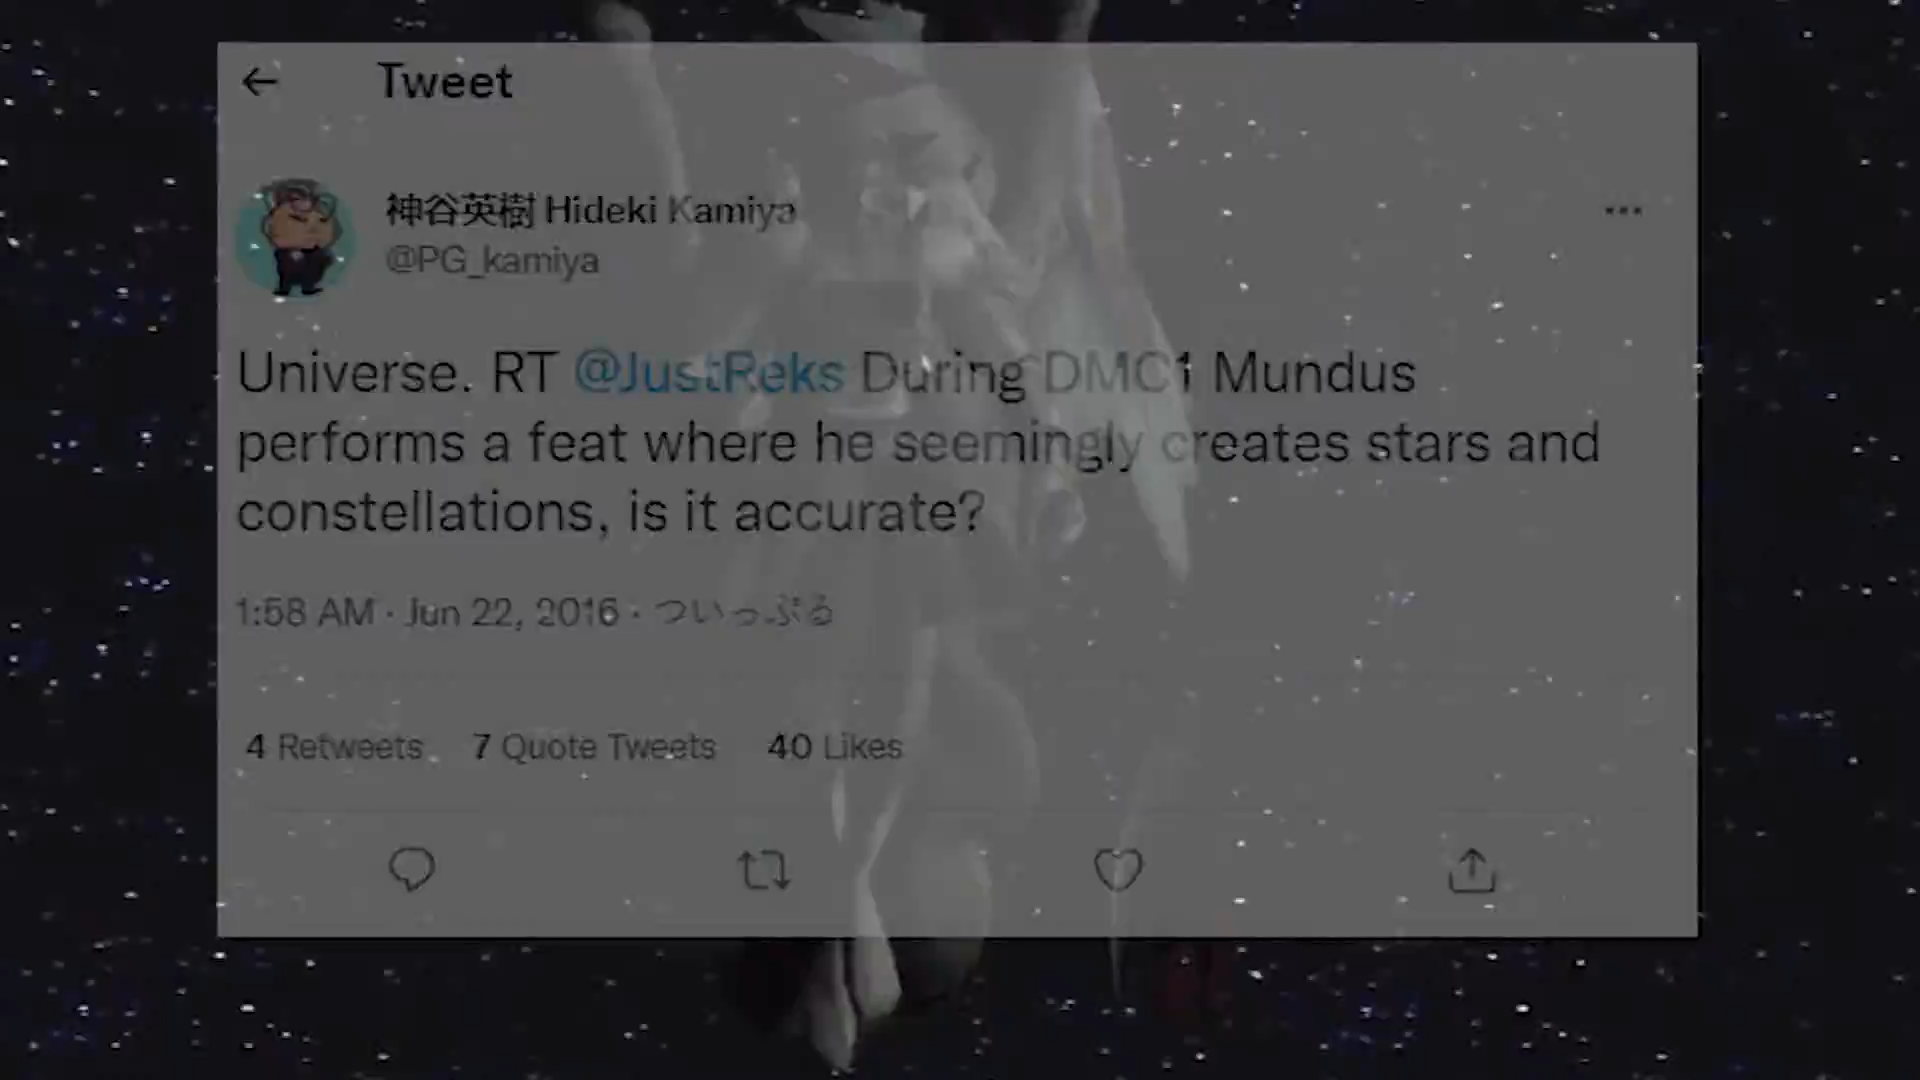 Tweet
神谷英樹 Hideki Kamiya
@PG_kamiya
Universe. RT @JustReks During DMC1 Mundus
performs a feat where he seemingly creates stars and
constellations, is it accurate?
1:58 AM · Jun 22, 2016 · ついっぷる
4 Retweets 7 Quote Tweets 40 Likes